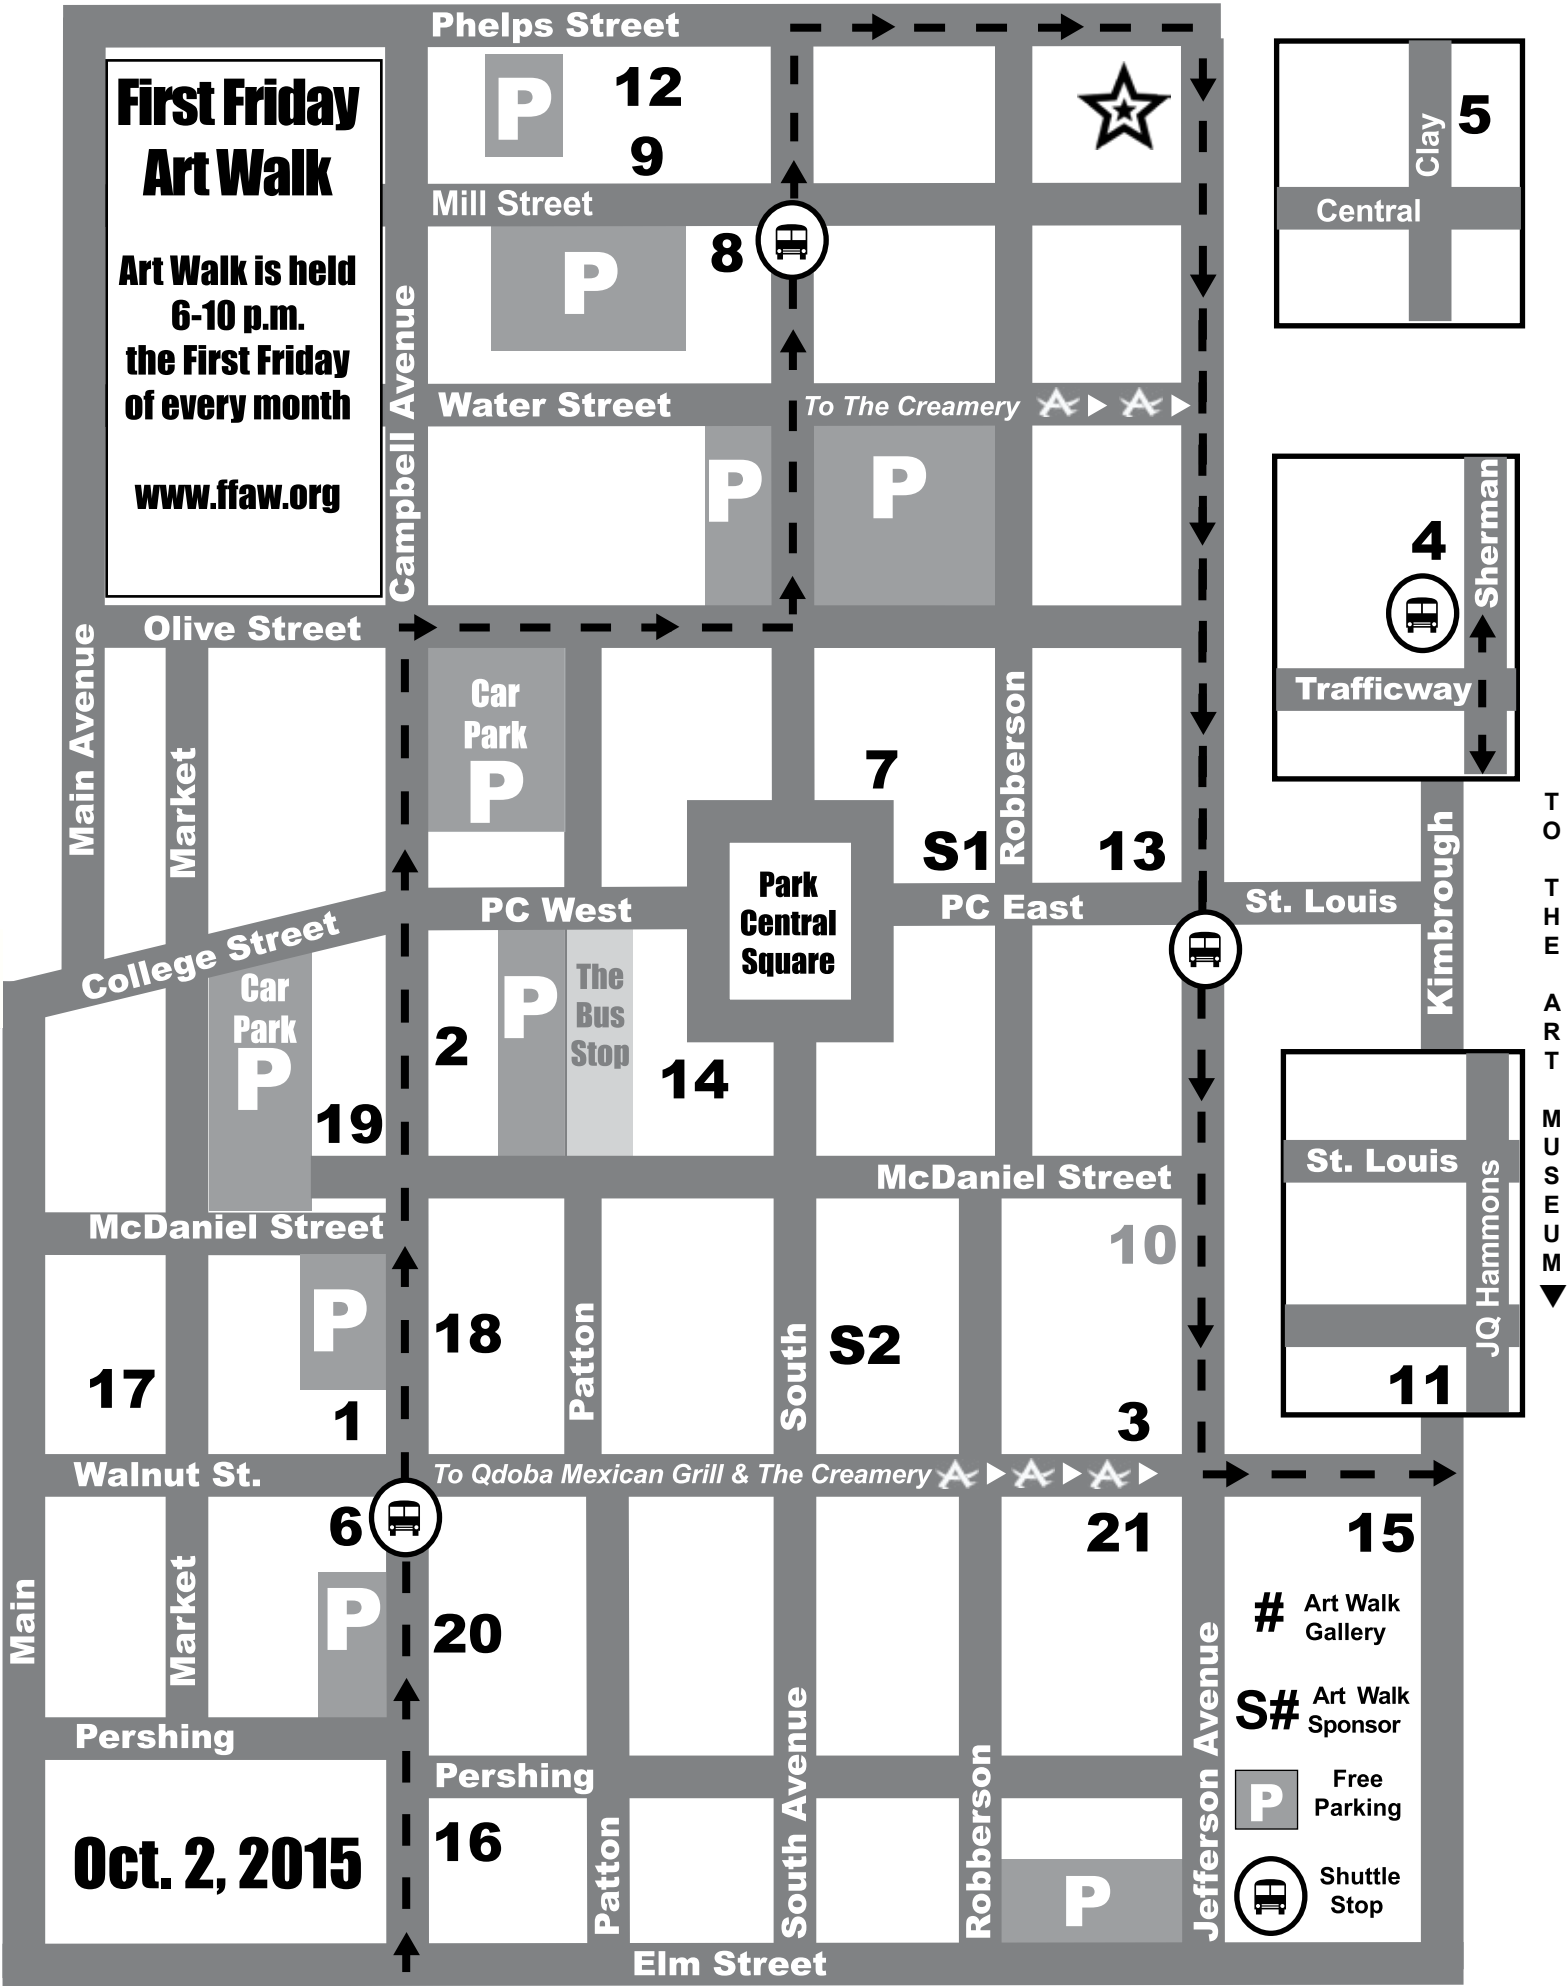 Phelps Street
First Friday
Art Walk
Art Walk is held
6-10 p.m.
the First Friday
of every month
www.ffaw.org
P
12
9
Mill Street
P
8
Campbell Avenue
Water Street
To The Creamery
P
P
Clay
5
Central
4
Sherman
Trafficway
Olive Street
Main Avenue
Market
Car
Park
P
7
S1
Robberson
13
Park
Central
Square
PC West
PC East
St. Louis
Kimbrough
TO THE ART MUSEUM
College Street
Car
Park
P
19
2
P
The
Bus
Stop
14
McDaniel Street
McDaniel Street
St. Louis
JQ Hammons
11
10
P
17
1
18
Patton
South
S2
3
Walnut St.
To Qdoba Mexican Grill & The Creamery
6
P
20
21
15
Main
Market
# Art Walk
Gallery
S# Art Walk
Sponsor
P Free
Parking
Shuttle
Stop
Pershing
Pershing
Oct. 2, 2015
16
Patton
South Avenue
Robberson
P
Jefferson Avenue
Elm Street